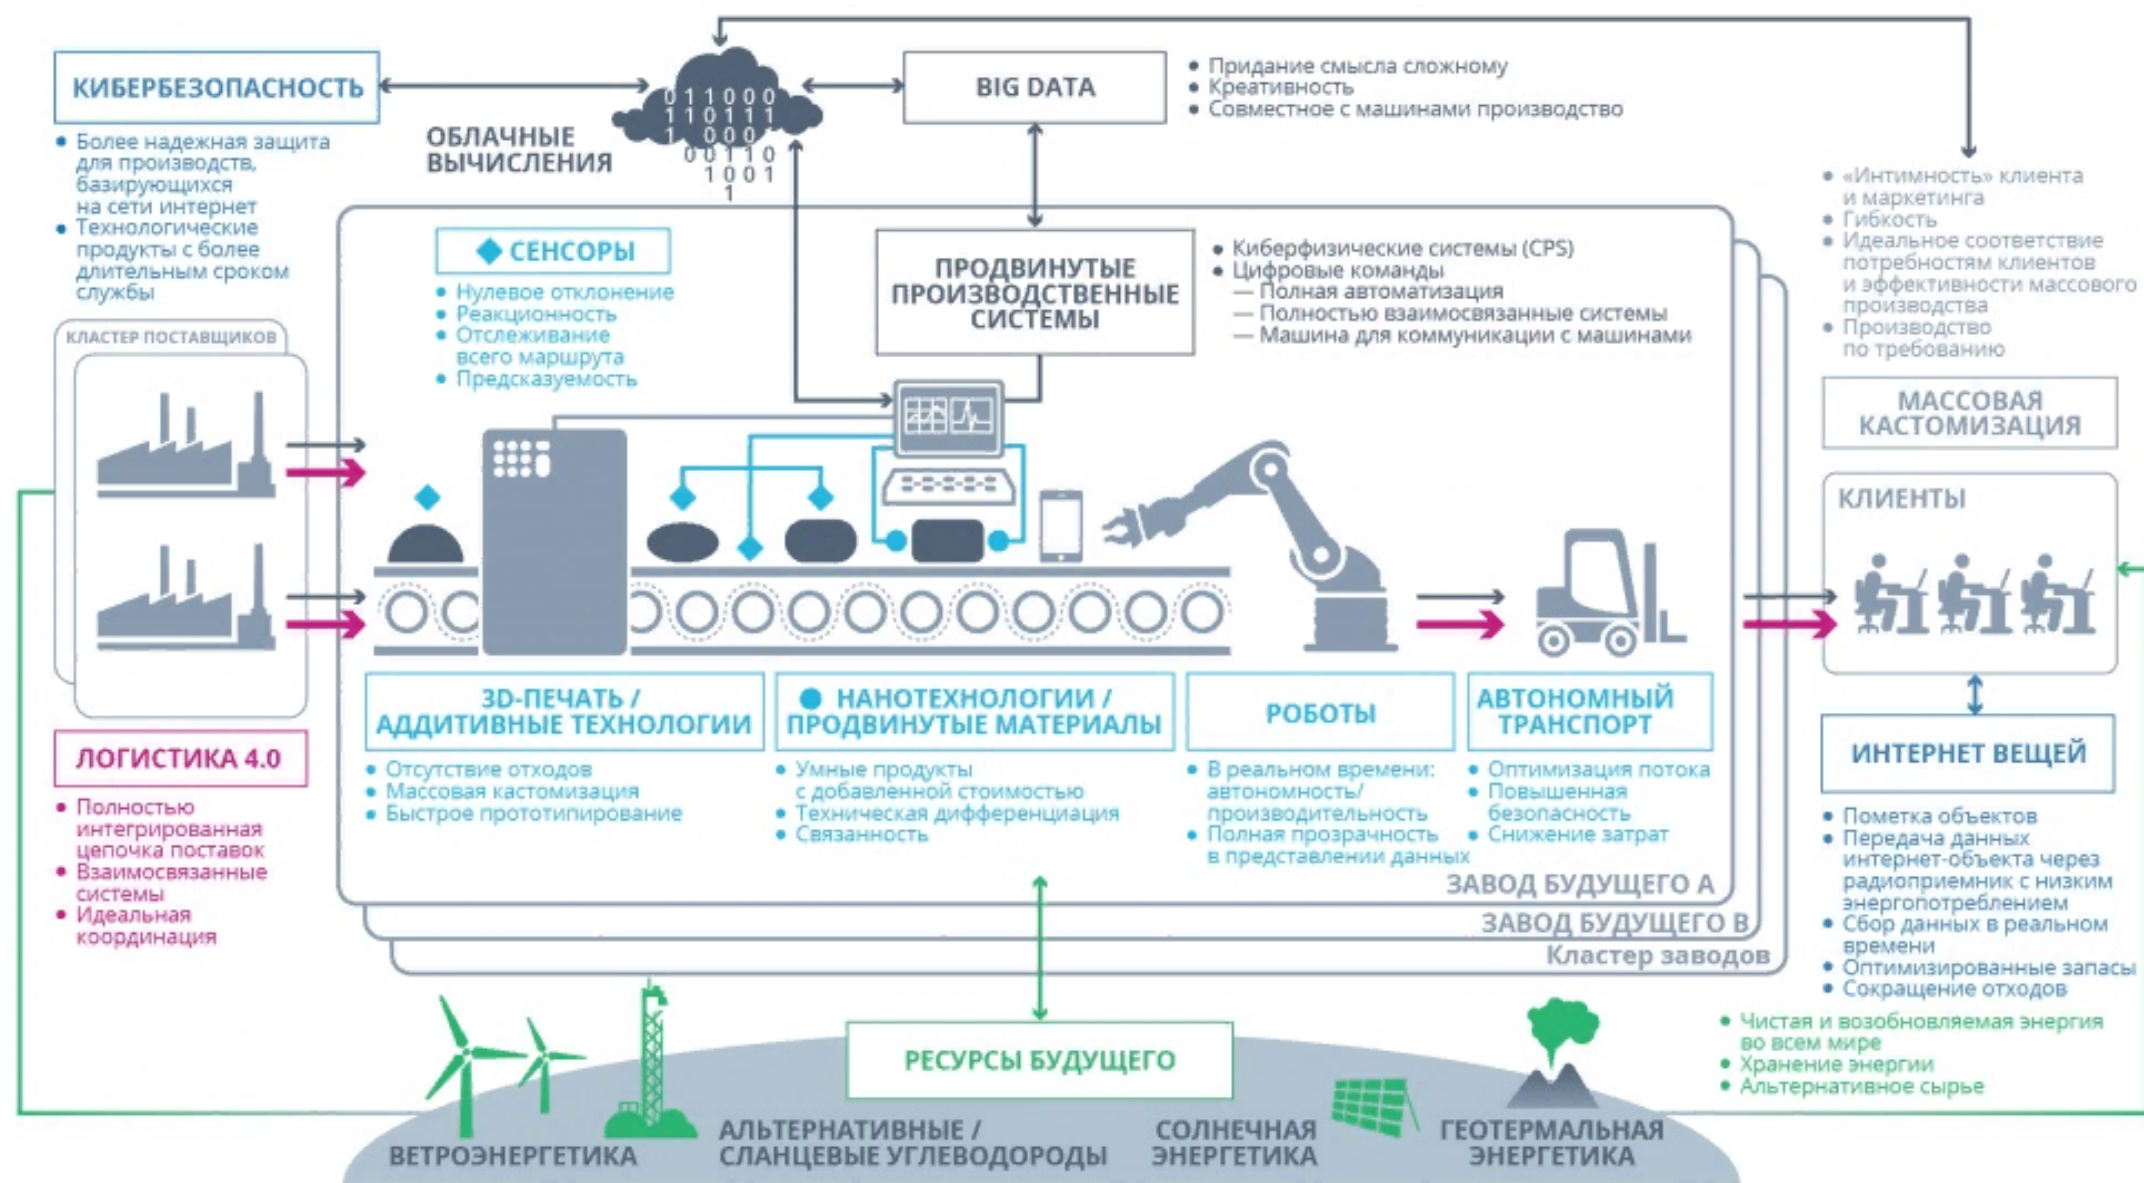 КИБЕРБЕЗОПАСНОСТЬ
Более надежная защита
для производств,
базирующихся
на сети интернет
Технологические
продукты с более
длительным сроком
службы
ОБЛАЧНЫЕ
ВЫЧИСЛЕНИЯ
011000
110111
1 000
00110
1001
1
BIG DATA
Придание смысла сложному
Креативность
Совместное с машинами производство
«Интимность» клиента
и маркетинга
Гибкость
Идеальное соответствие
потребностям клиентов
и эффективности массового
производства
Производство
по требованию
МАССОВАЯ
КАСТОМИЗАЦИЯ
КЛИЕНТЫ
СЕНСОРЫ
Нулевое отклонение
Реакционность
Отслеживание
всего маршрута
Предсказуемость
ПРОДВИНУТЫЕ
ПРОИЗВОДСТВЕННЫЕ
СИСТЕМЫ
Киберфизические системы (CPS)
Цифровые команды
— Полная автоматизация
— Полностью взаимосвязанные системы
— Машина для коммуникации с машинами
КЛАСТЕР ПОСТАВЩИКОВ
ЛОГИСТИКА 4.0
Полностью
интегрированная
цепочка поставок
Взаимосвязанные
системы
Идеальная
координация
3D-ПЕЧАТЬ /
АДДИТИВНЫЕ ТЕХНОЛОГИИ
Отсутствие отходов
Массовая кастомизация
Быстрое прототипирование
НАНОТЕХНОЛОГИИ /
ПРОДВИНУТЫЕ МАТЕРИАЛЫ
Умные продукты
с добавленной стоимостью
Техническая дифференциация
Связанность
РОБОТЫ
В реальном времени:
автономность/
производительность
Полная прозрачность
в представлении данных
АВТОНОМНЫЙ
ТРАНСПОРТ
Оптимизация потока
Повышенная
безопасность
Снижение затрат
ЗАВОД БУДУЩЕГО А
ЗАВОД БУДУЩЕГО В
Кластер заводов
ИНТЕРНЕТ ВЕЩЕЙ
Пометка объектов
Передача данных
интернет-объекта через
радиоприемник с низким
энергопотреблением
Сбор данных в реальном
времени
Оптимизированные запасы
Сокращение отходов
РЕСУРСЫ БУДУЩЕГО
Чистая и возобновляемая энергия
во всем мире
Хранение энергии
Альтернативное сырье
ВЕТРОЭНЕРГЕТИКА
АЛЬТЕРНАТИВНЫЕ /
СЛАНЦЕВЫЕ УГЛЕВОДОРОДЫ
СОЛНЕЧНАЯ
ЭНЕРГЕТИКА
ГЕОТЕРМАЛЬНАЯ
ЭНЕРГЕТИКА